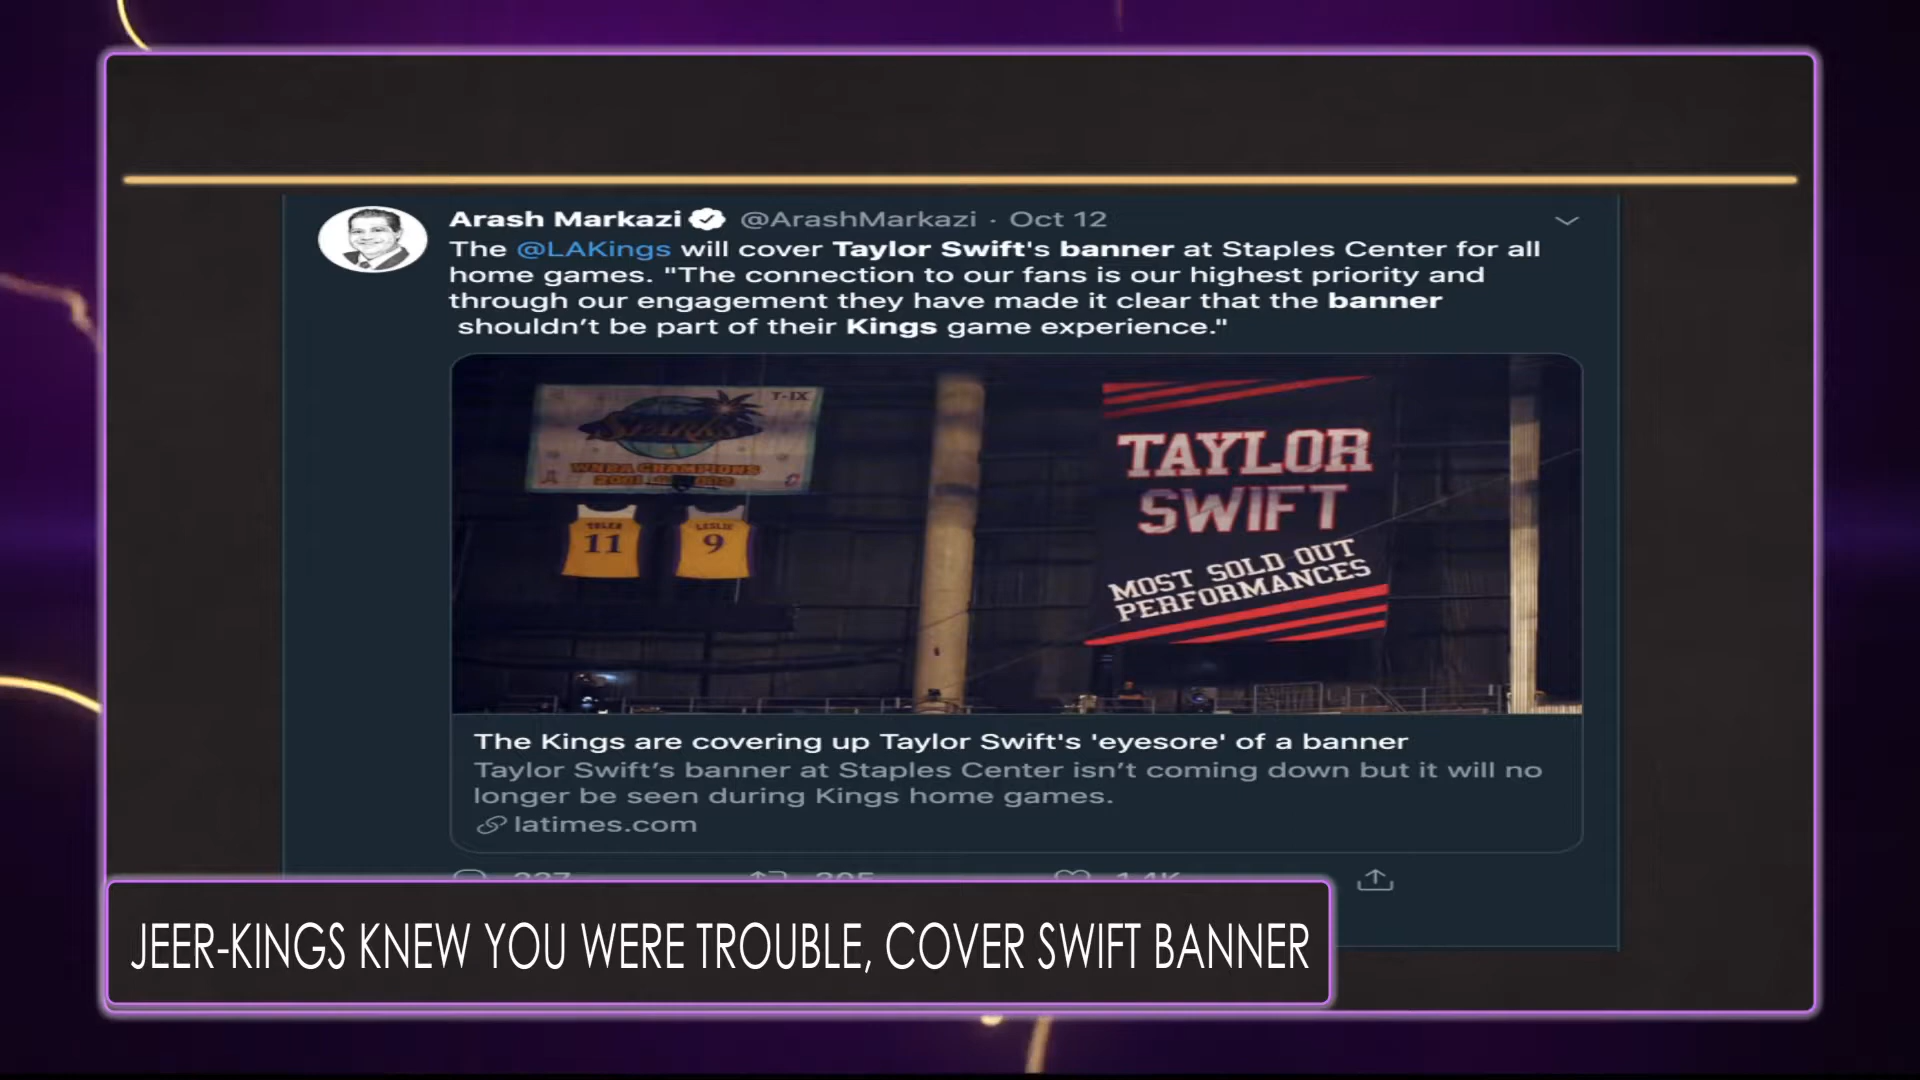 Arash Markazi @ArashMarkazi · Oct 12
The @LAKings will cover Taylor Swift's banner at Staples Center for all
home games. "The connection to our fans is our highest priority and
through our engagement they have made it clear that the banner
shouldn't be part of their Kings game experience."
T-IX
SPARKS
WNBA CHAMPIONS
LESLIE
11
9
TAYLOR
SWIFT
MOST SOLD OUT
PERFORMANCES
The Kings are covering up Taylor Swift's 'eyesore' of a banner
Taylor Swift's banner at Staples Center isn't coming down but it will no
longer be seen during Kings home games.
latimes.com
JEER-KINGS KNEW YOU WERE TROUBLE, COVER SWIFT BANNER